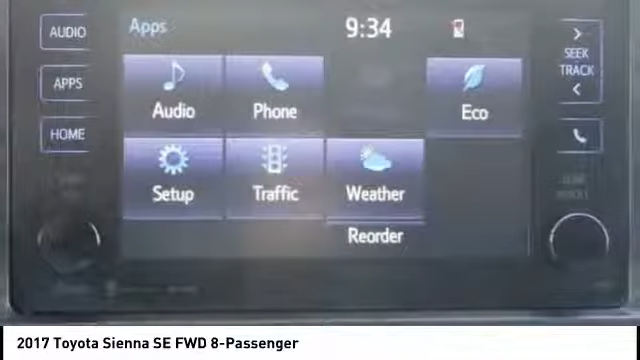 AUDIO
Apps
9:34
SEEK
TRACK
APPS
Audio
Phone
Eco
HOME
Setup
Traffic
Weather
Reorder
2017 Toyota Sienna SE FWD 8-Passenger